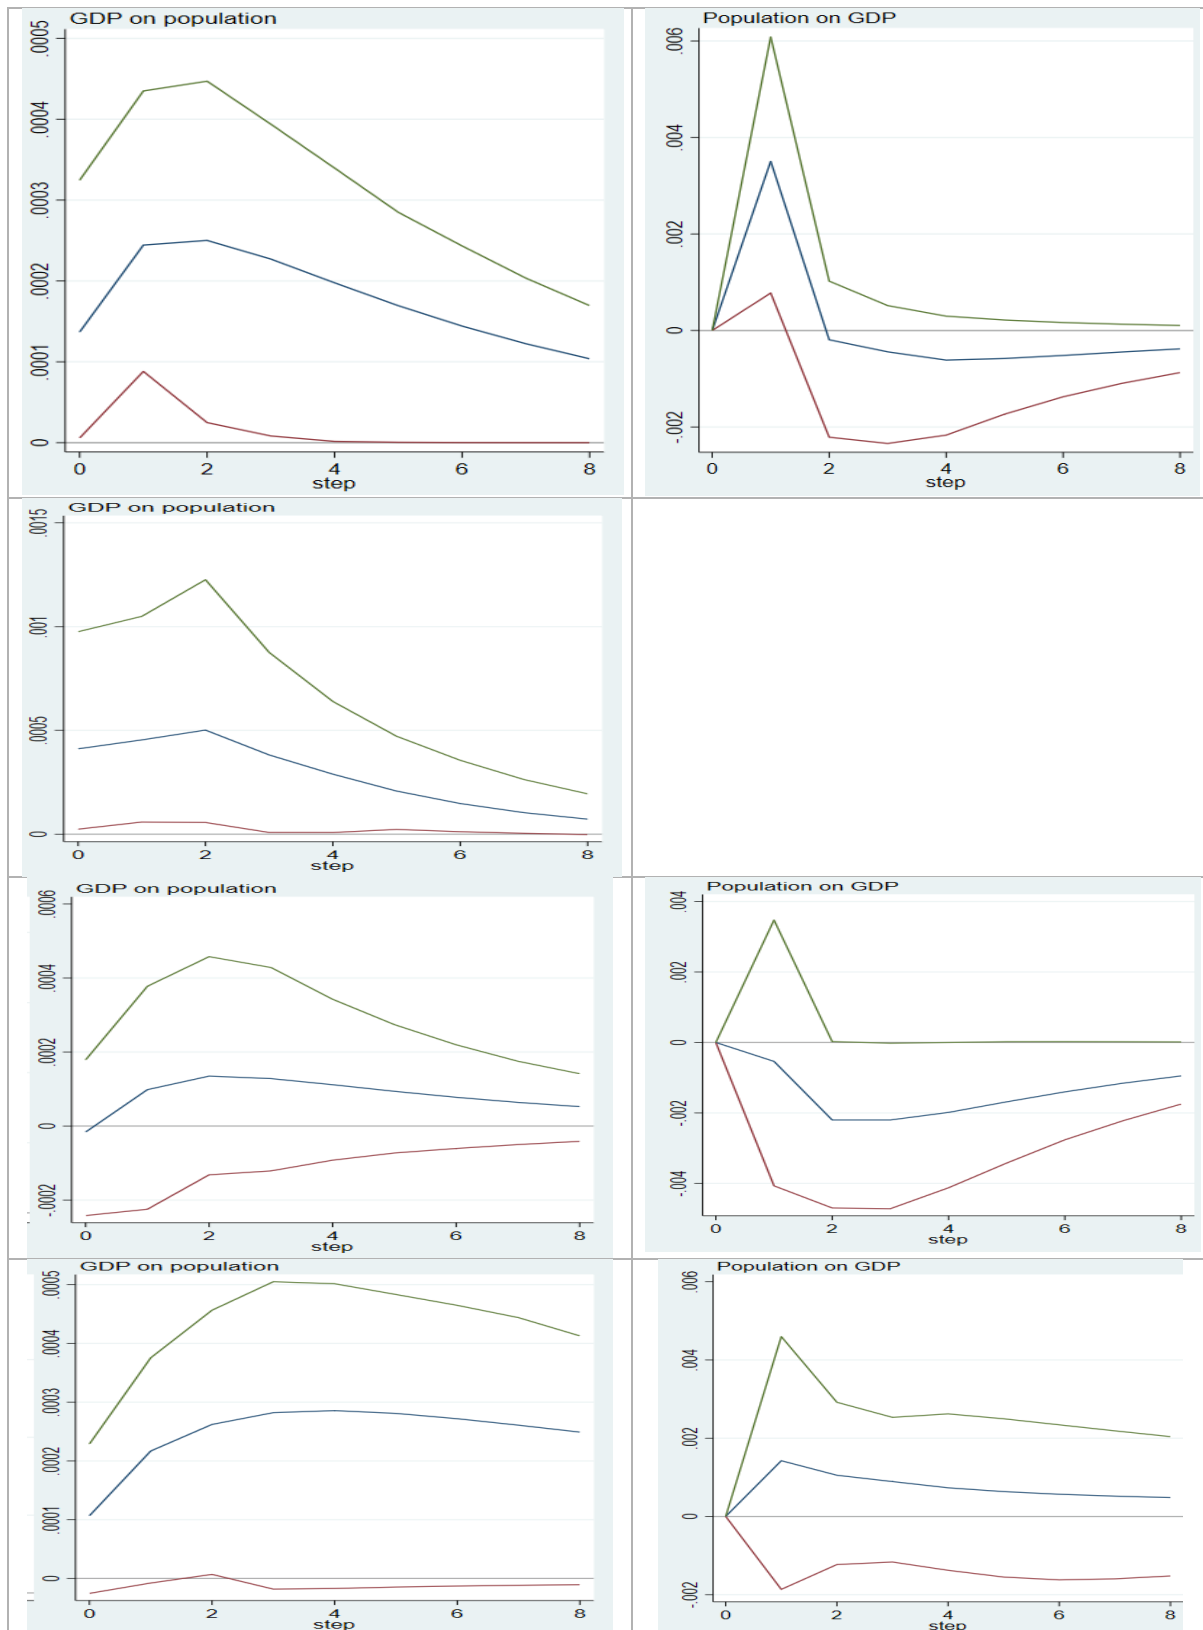 GDP on population
.0005
.0004
.0003
.0002
.0001
0
0 2 4 6 8
step
Population on GDP
.006
.004
.002
0
-.002
0 2 4 6 8
step
GDP on population
.0015
.001
.0005
0
0 2 4 6 8
step
GDP on population
.0006
.0004
.0002
0
-.0002
0 2 4 6 8
step
Population on GDP
.004
.002
0
-.002
-.004
0 2 4 6 8
step
GDP on population
.0005
.0004
.0003
.0002
.0001
0
0 2 4 6 8
step
Population on GDP
.006
.004
.002
0
-.002
0 2 4 6 8
step